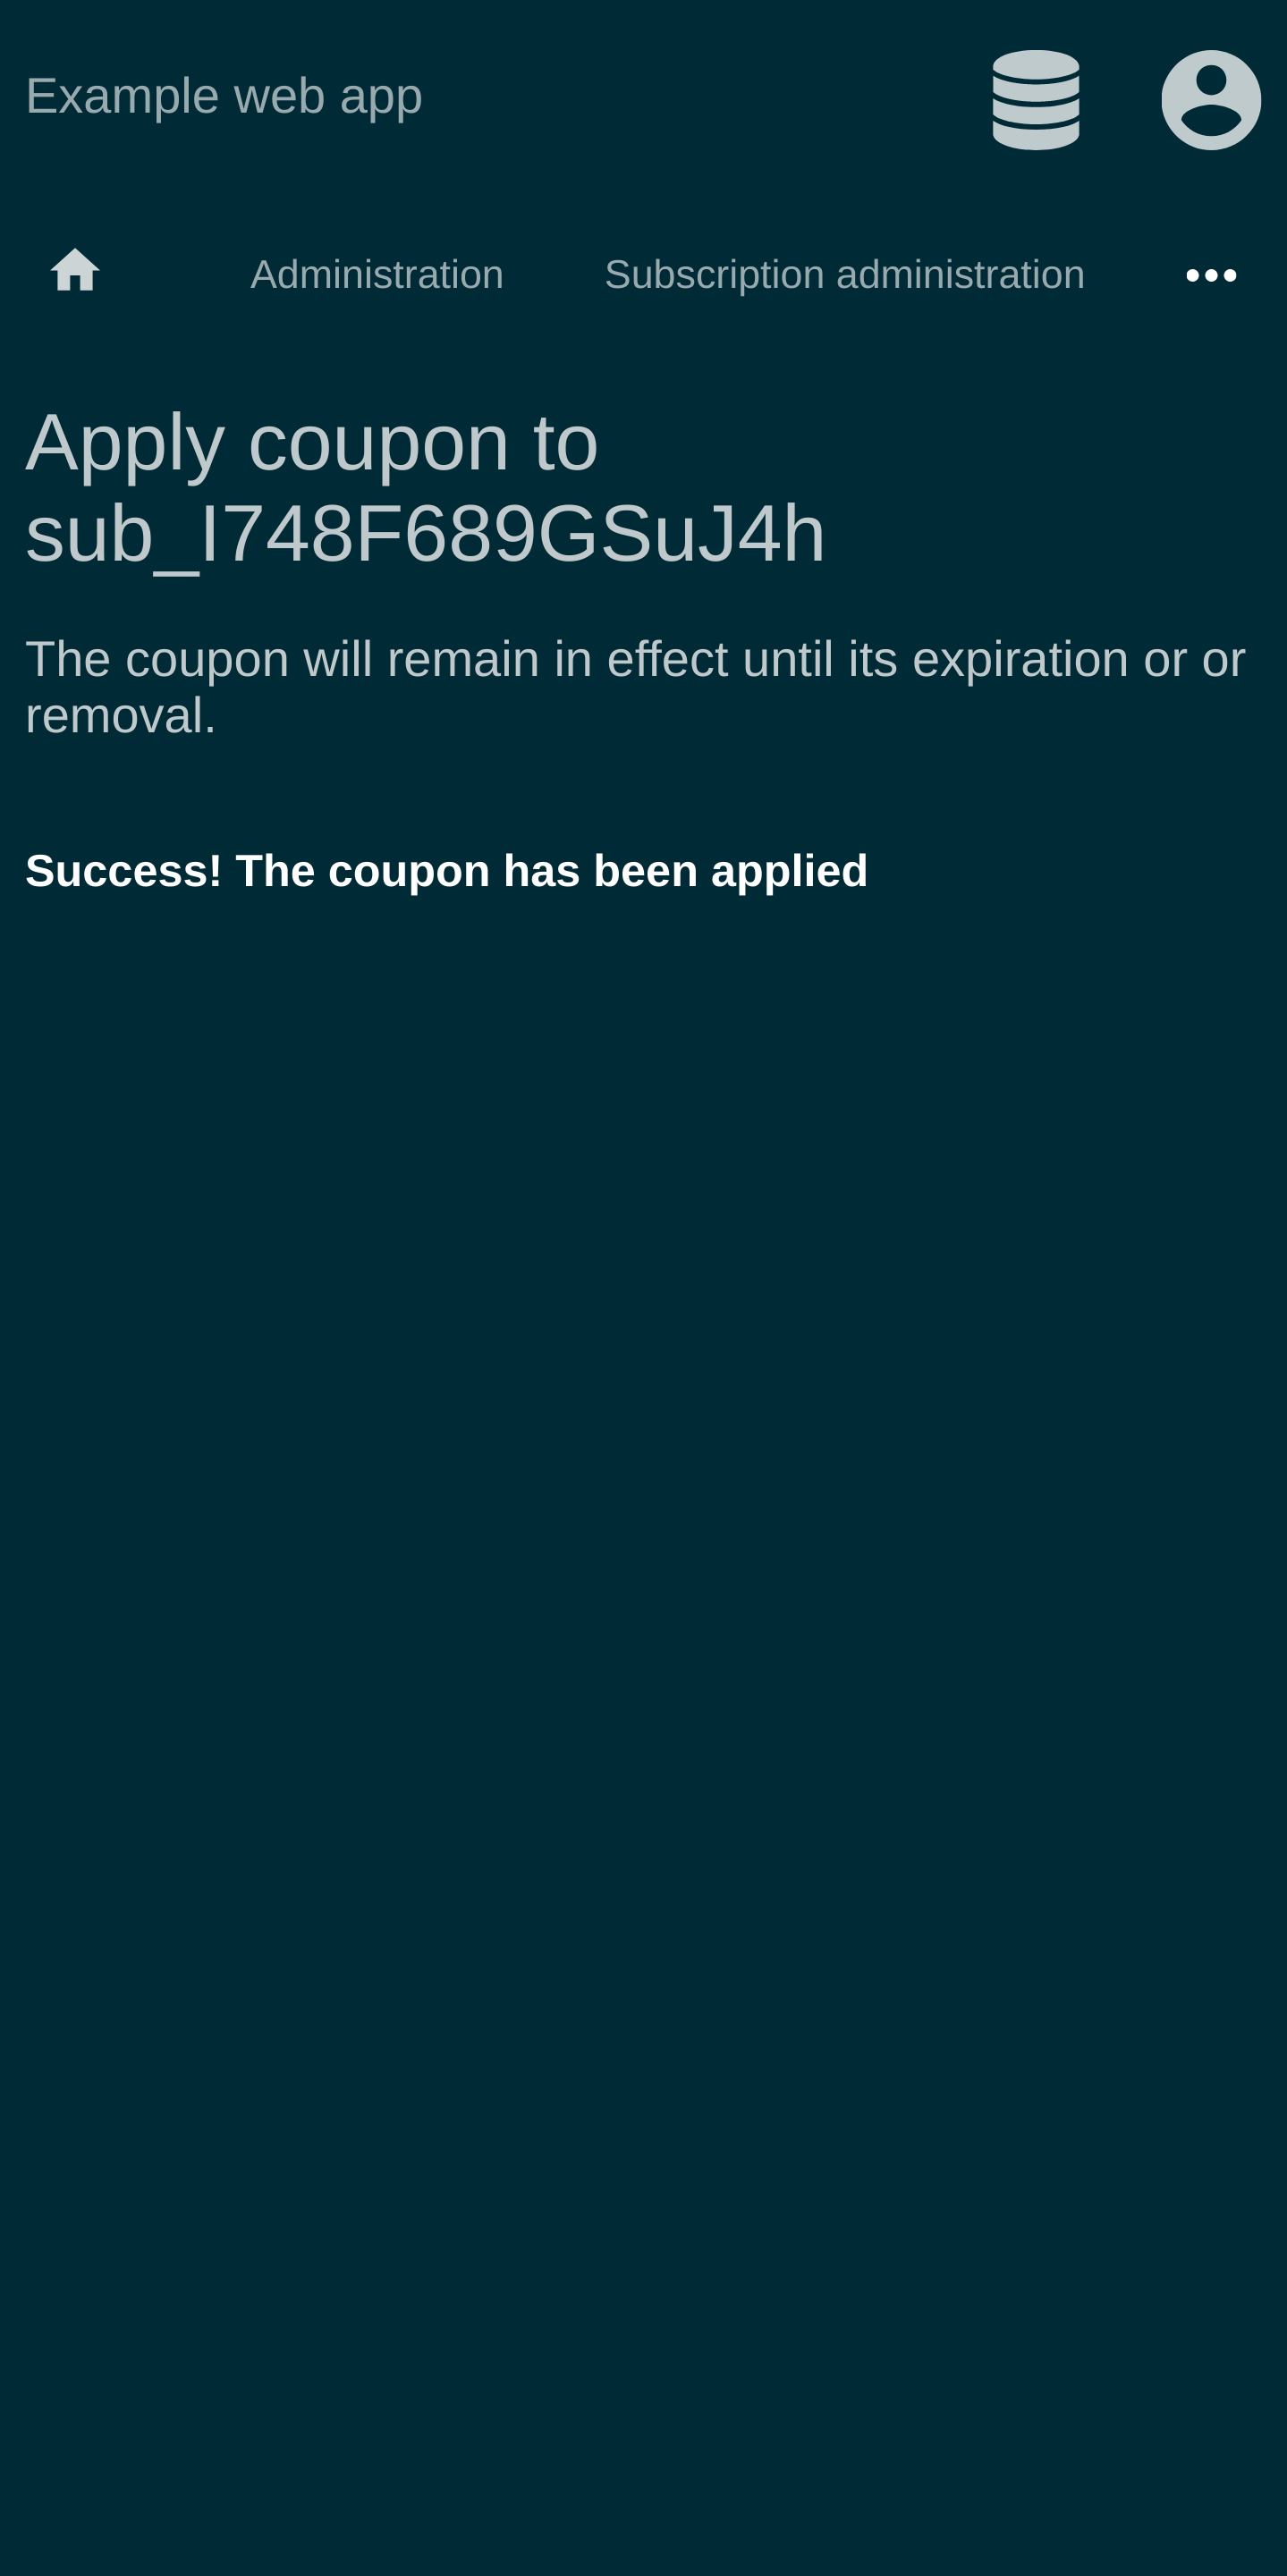 Example web app
Administration Subscription administration
Apply coupon to
sub_I748F689GSuJ4h
The coupon will remain in effect until its expiration or or
removal.
Success! The coupon has been applied